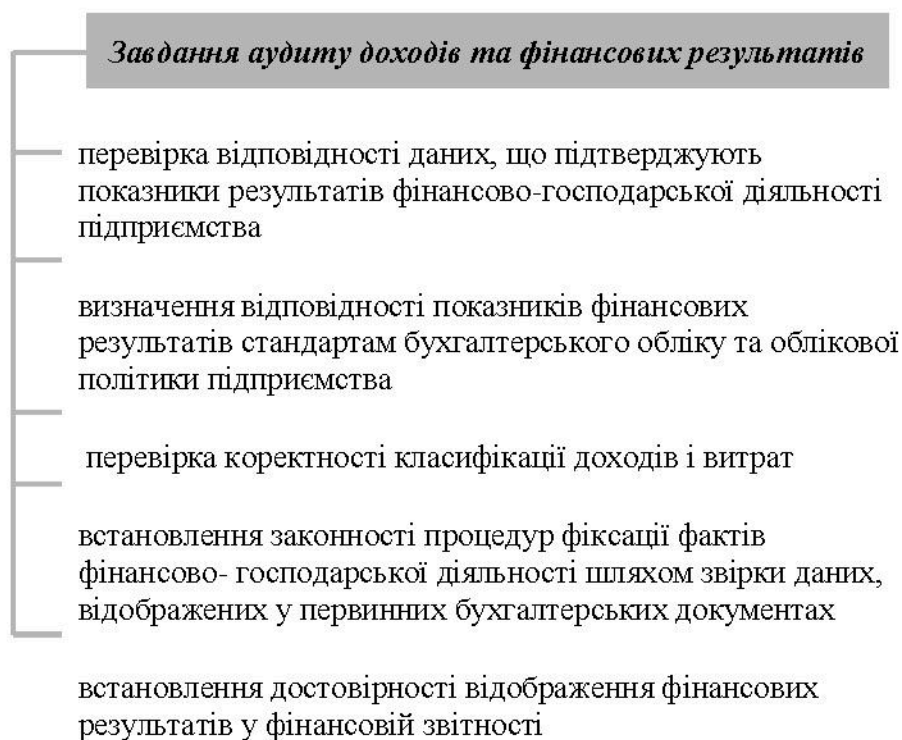 Завдання аудиту доходів та фінансових результатів
перевірка відповідності даних, що підтверджують
показники результатів фінансово-господарської діяльності
підприємства
визначення відповідності показників фінансових
результатів стандартам бухгалтерського обліку та облікової
політики підприємства
перевірка коректності класифікації доходів і витрат
встановлення законності процедур фіксації фактів
фінансово- господарської діяльності шляхом звірки даних,
відображених у первинних бухгалтерських документах
встановлення достовірності відображення фінансових
результатів у фінансовій звітності